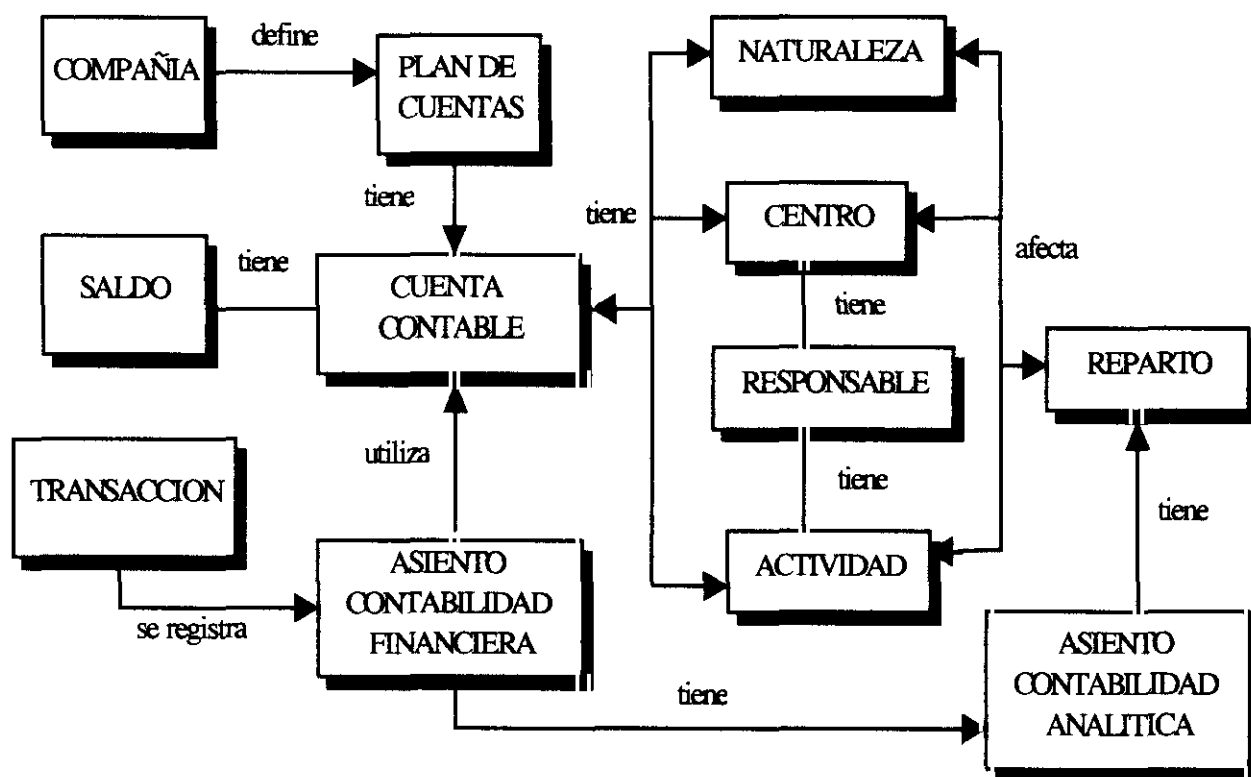 define
COMPAÑIA
PLAN DE
CUENTAS
NATURALEZA
tiene
tiene
CENTRO
SALDO
tiene
CUENTA
CONTABLE
afecta
tiene
RESPONSABLE
REPARTO
utiliza
TRANSACCION
tiene
tiene
ASIENTO
CONTABILIDAD
FINANCIERA
ACTIVIDAD
se registra
tiene
ASIENTO
CONTABILIDAD
ANALITICA